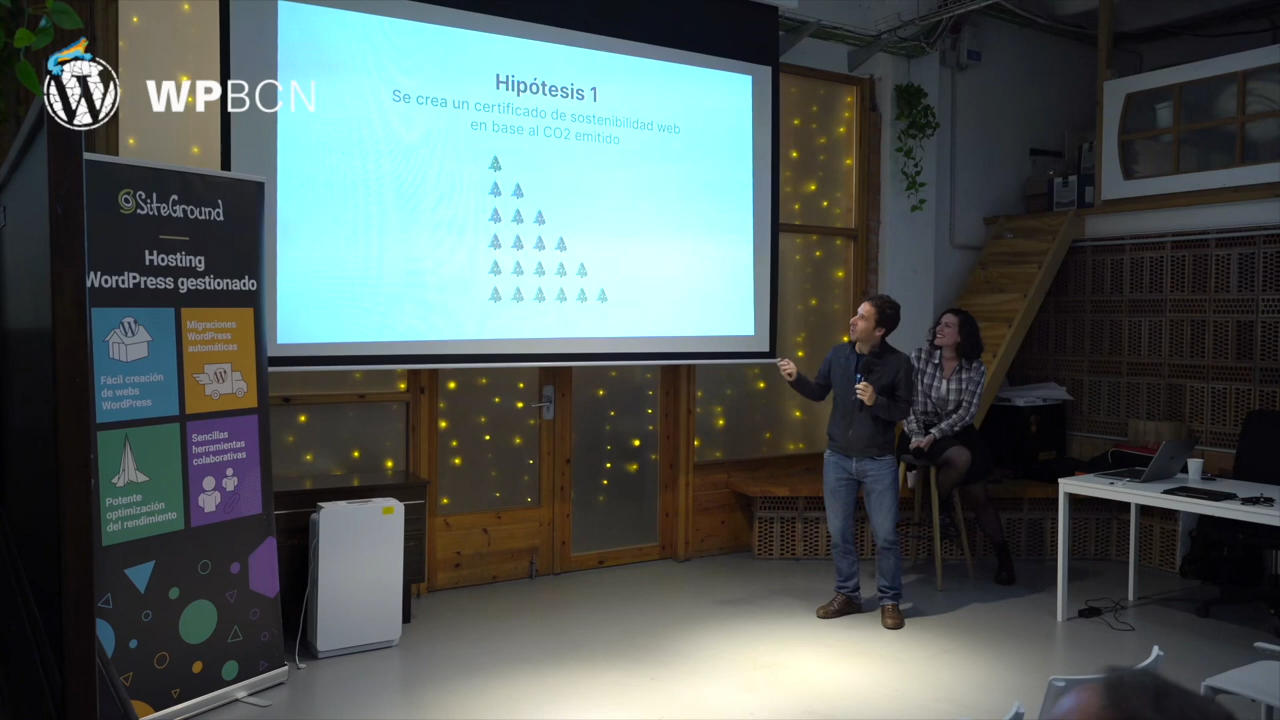 WPBCN
Hipótesis 1
Se crea un certificado de sostenibilidad web
en base al CO2 emitido
SiteGround
Hosting
WordPress gestionado
Fácil creación
de webs
WordPress
Migraciones
WordPress
automáticas
Potente
optimización
del rendimiento
Sencillas
herramientas
colaborativas